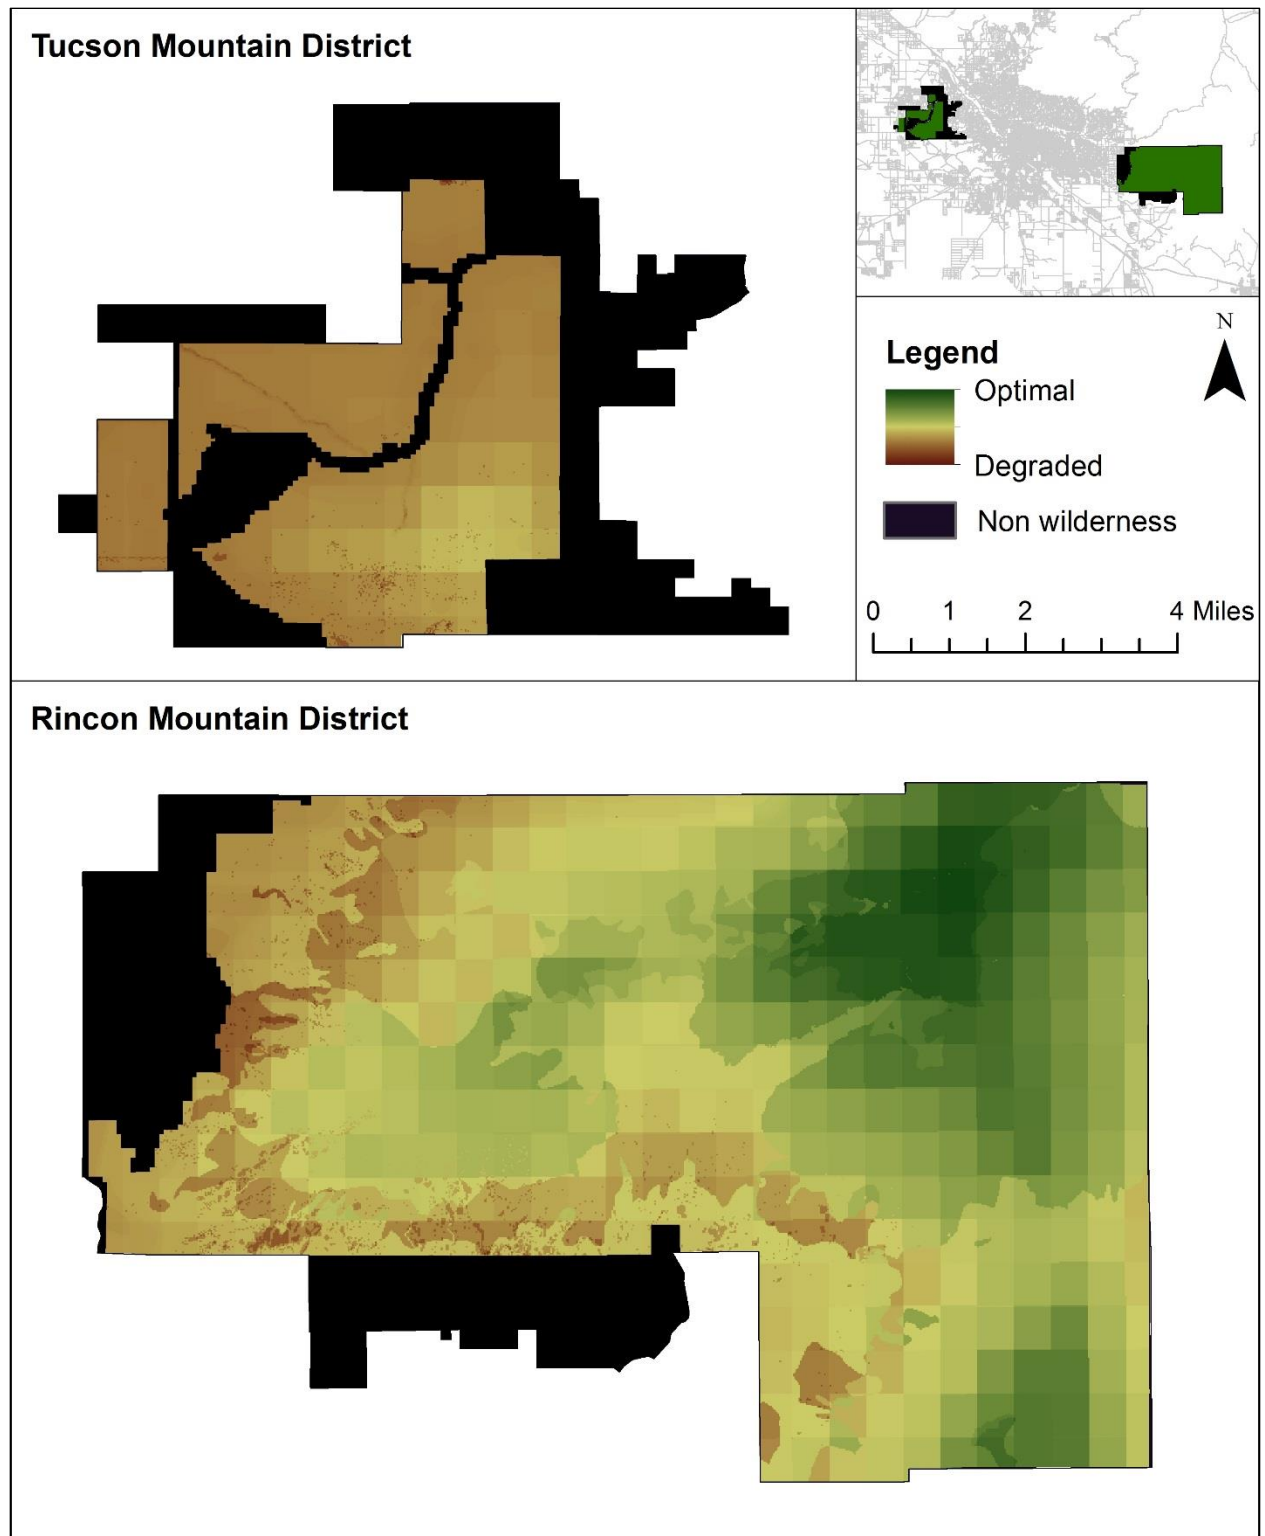 Tucson Mountain District
N
Legend
Optimal
Degraded
Non wilderness
0 1 2 4 Miles
Rincon Mountain District